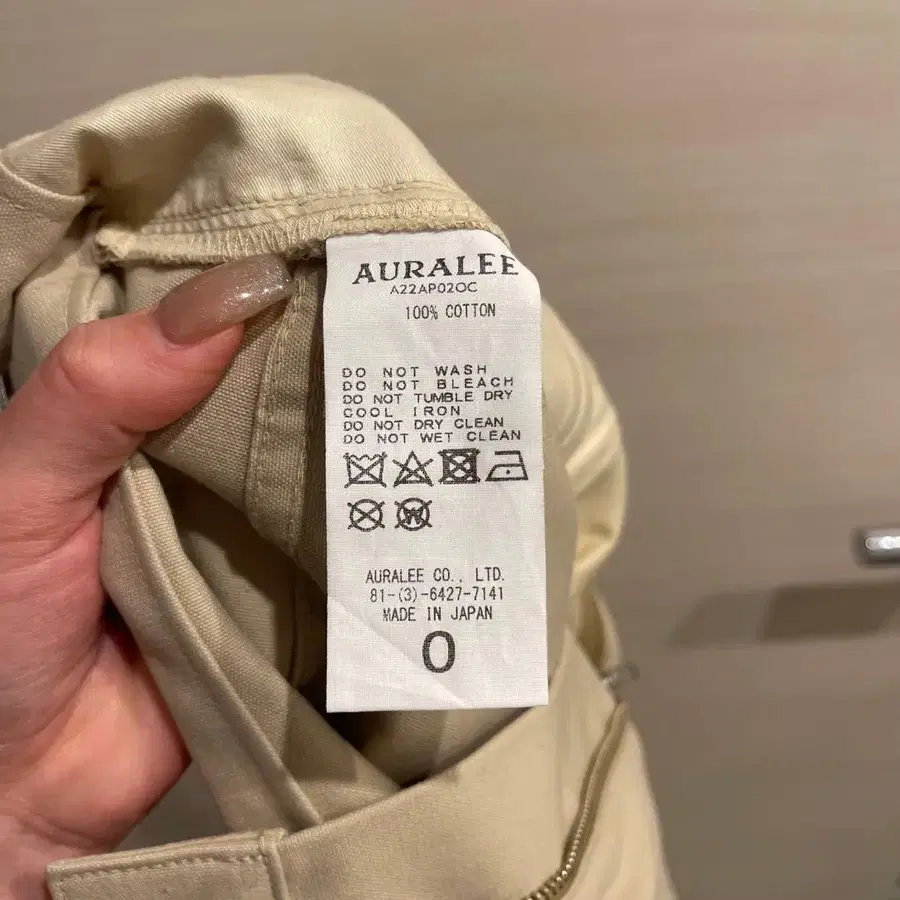 AURALEE
A22AP02OC
100% COTTON
DO NOT WASH
DO NOT BLEACH
DO NOT TUMBLE DRY
COOL IRON
DO NOT DRY CLEAN
DO NOT WET CLEAN
W
AURALEE CO., LTD.
81-(3)-6427-7141
MADE IN JAPAN
0